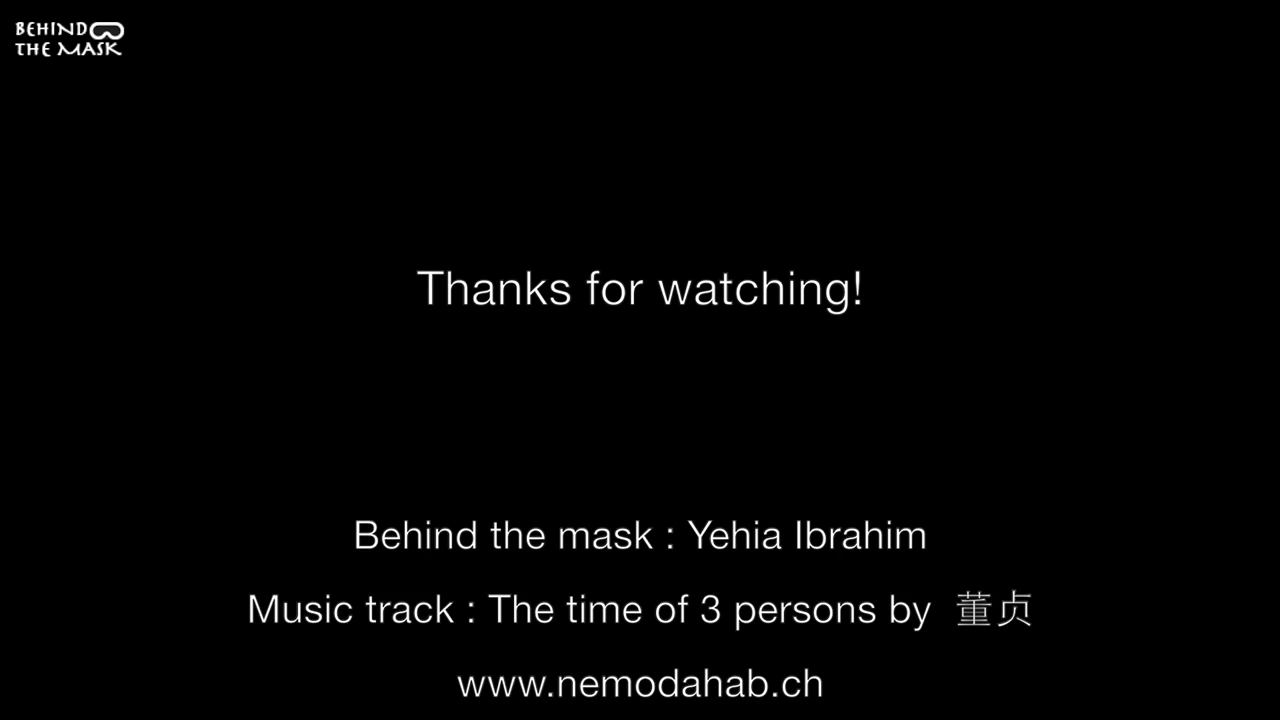 BEHIND
THE MASK
Thanks for watching!
Behind the mask : Yehia Ibrahim
Music track : The time of 3 persons by 董贞
www.nemodahab.ch